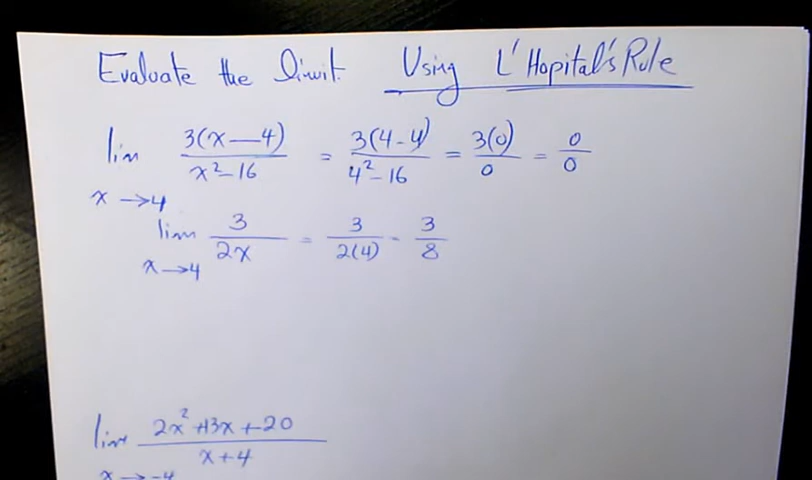 Evaluate the limit. Using L'Hopital's Rule
lim x→4 3(x-4)/x²-16 = 3(4-4)/4²-16 = 3(0)/0 = 0/0
lim x→4 3/2x = 3/2(4) - 3/8
lim x→-4 2x²+13x+20/x+4